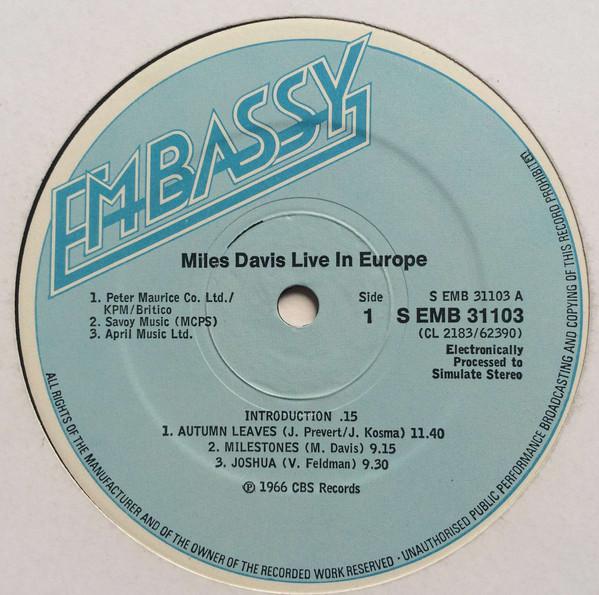 EMBASSY
Miles Davis Live In Europe
1. Peter Maurice Co. Ltd./
KPM/Britico
2. Savoy Music (MCPS)
3. April Music Ltd.
Side
1
S EMB 31103 A
S EMB 31103
(CL 2183/62390)
Electronically
Processed to
Simulate Stereo
INTRODUCTION .15
1. AUTUMN LEAVES (J. Prevert/J. Kosma) 11.40
2. MILESTONES (M. Davis) 9.15
3. JOSHUA (V. Feldman) 9.30
℗ 1966 CBS Records
ALL RIGHTS OF THE MANUFACTURER AND OF THE OWNER OF THE RECORDED WORK RESERVED · UNAUTHORISED PUBLIC PERFORMANCE BROADCASTING AND COPYING OF THIS RECORD PROHIBITED